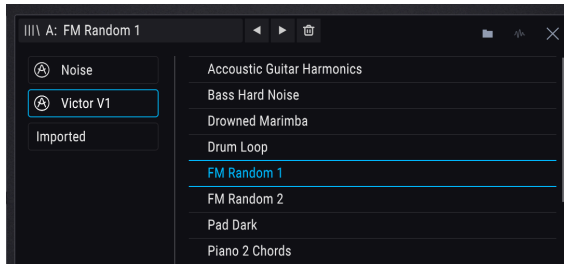 A: FM Random 1
Noise
Victor V1
Imported
Accoustic Guitar Harmonics
Bass Hard Noise
Drowned Marimba
Drum Loop
FM Random 1
FM Random 2
Pad Dark
Piano 2 Chords